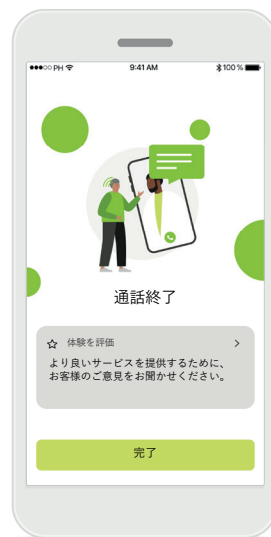 PH 9:41 AM 100 %
通話終了
体験を評価
より良いサービスを提供するために、
お客様のご意見をお聞かせください。
完了